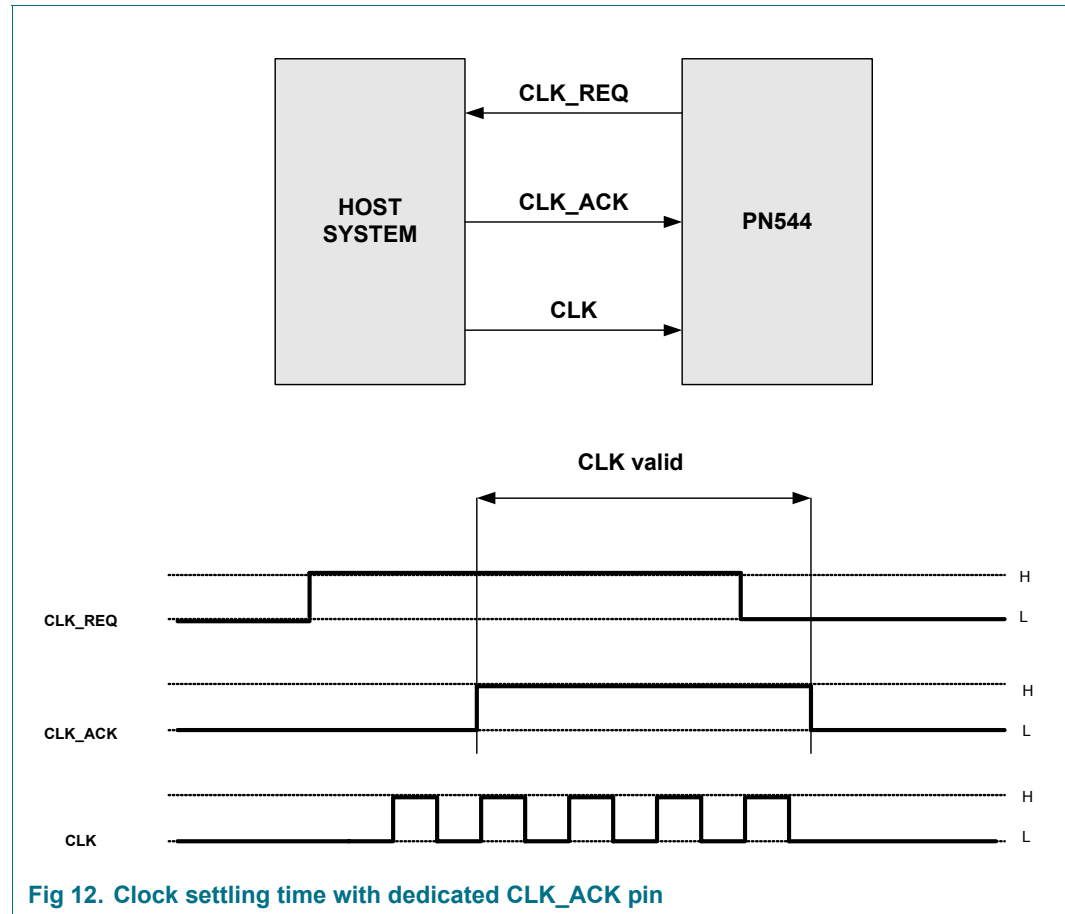 CLK_REQ
HOST
SYSTEM
CLK_ACK
PN544
CLK
CLK valid
H
CLK_REQ
L
H
CLK_ACK
L
H
CLK
L
Fig 12. Clock settling time with dedicated CLK_ACK pin